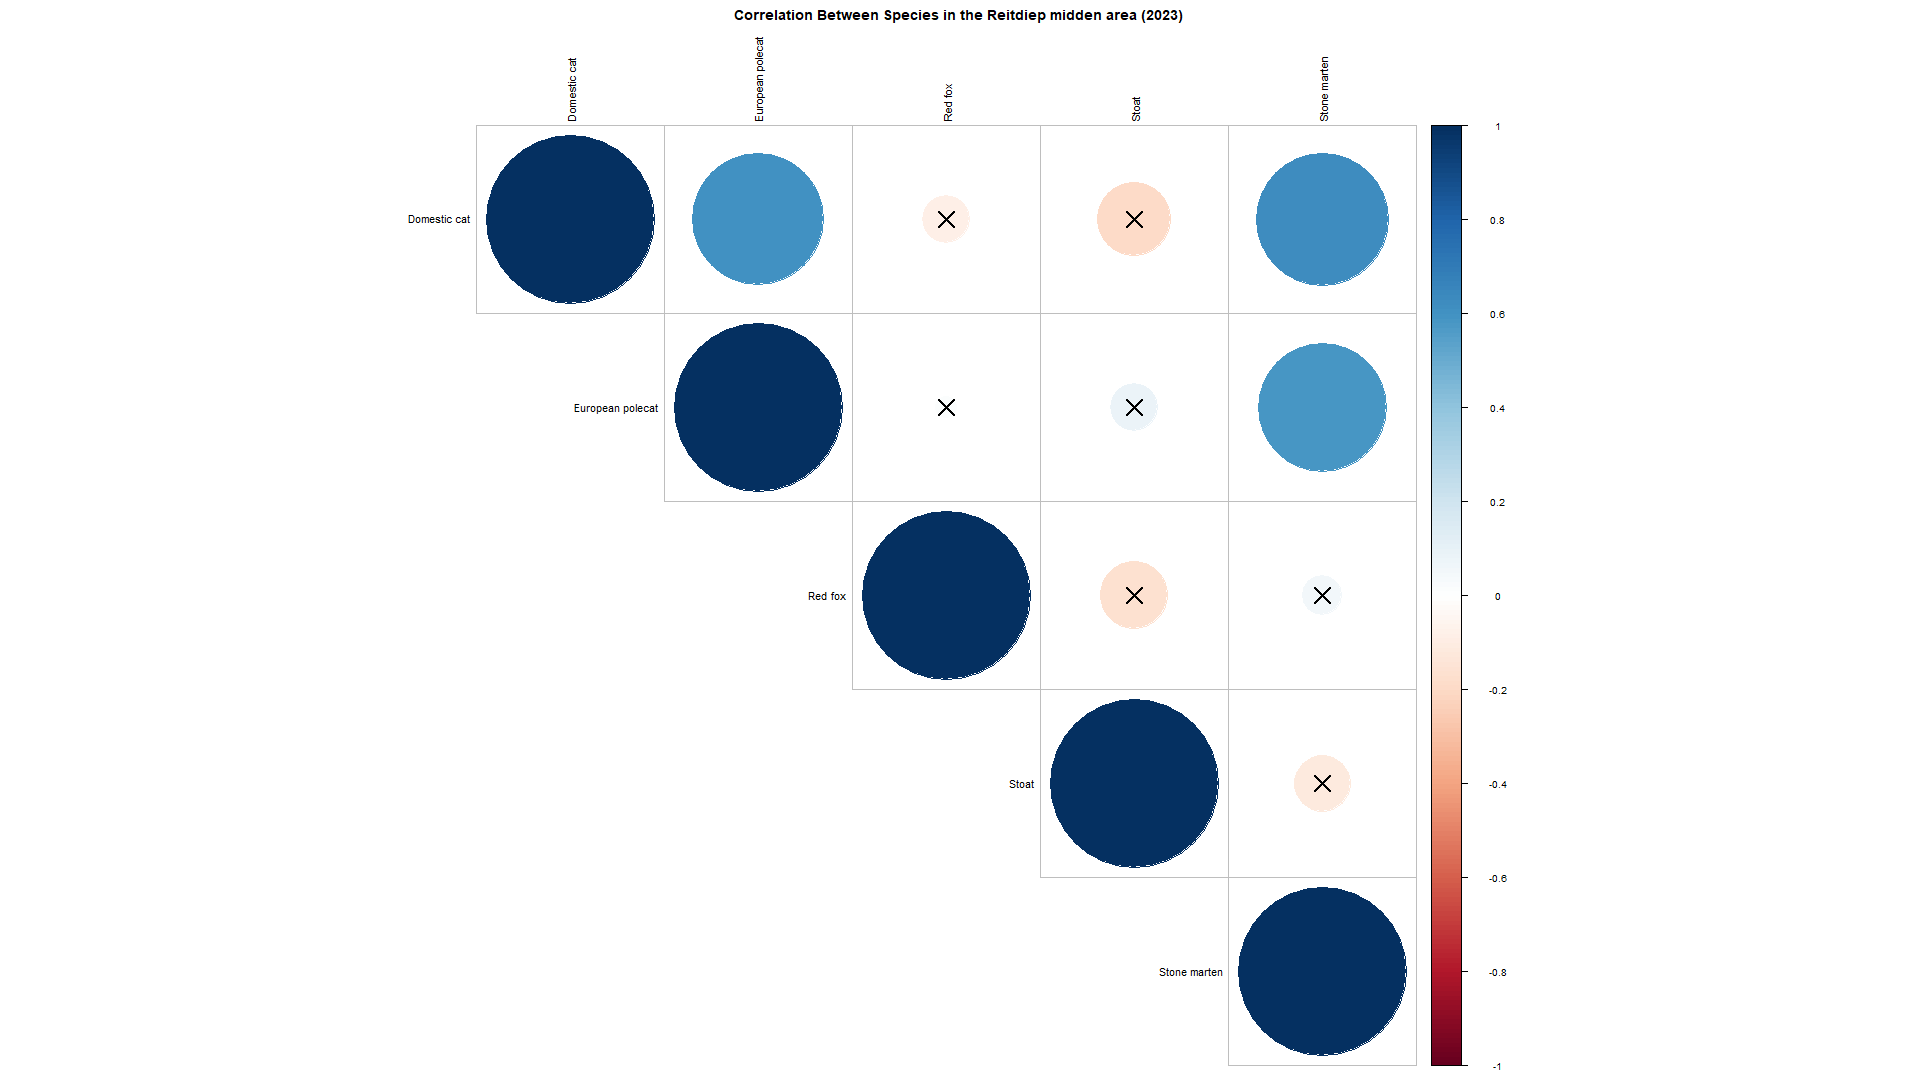 Correlation Between Species in the Reitdiep midden area (2023)
Domestic cat
European polecat
Red fox
Stoat
Stone marten
Domestic cat
European polecat
Red fox
Stoat
Stone marten
1
0.8
0.6
0.4
0.2
0
-0.2
-0.4
-0.6
-0.8
-1